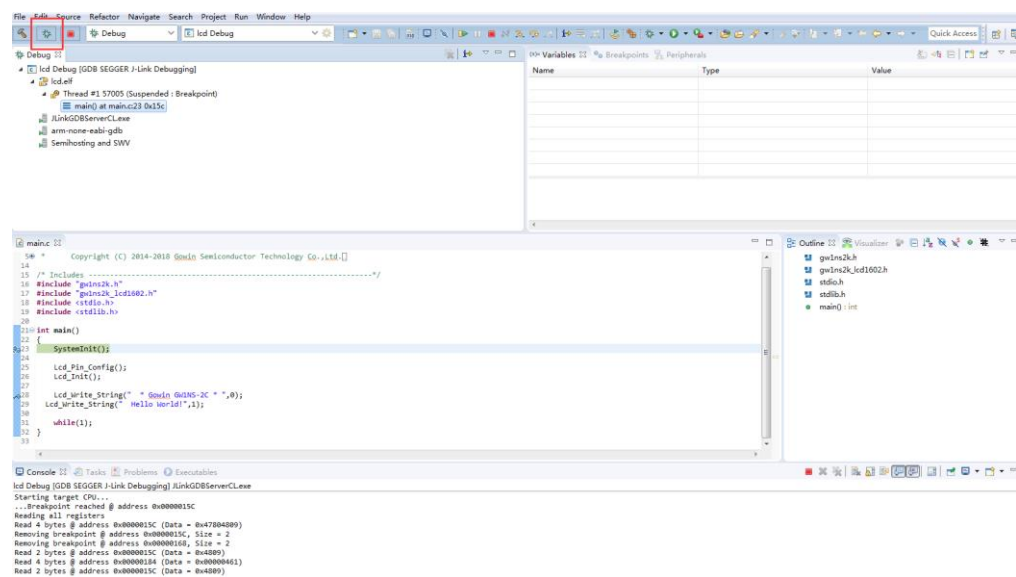 File Edit Source Refactor Navigate Search Project Run Window Help
Debug lcd Debug Quick Access
Debug
lcd Debug [GDB SEGGER J-Link Debugging]
lcd.elf
Thread #1 57005 (Suspended : Breakpoint)
main() at main.c:23 0x15c
JLinkGDBServerCL.exe
arm-none-eabi-gdb
Semihosting and SWV
Variables Breakpoints Peripherals
Name Type Value
main.c
5 * Copyright (C) 2014-2018 Gowin Semiconductor Technology Co.,Ltd.
14
15 /* Includes ------------------------------------------------------------------*/
16 #include "gw1ns2k.h"
17 #include "gw1ns2k_lcd1602.h"
18 #include <stdio.h>
19 #include <stdlib.h>
20
21 int main()
22 {
23 SystemInit();
24
25 Lcd_Pin_Config();
26 Lcd_Init();
27
28 Lcd_Write_String("  * Gowin GW1NS-2C * ",0);
29 Lcd_Write_String("  Hello World!",1);
30
31 while(1);
32 }
33
Outline Visualizer
gw1ns2k.h
gw1ns2k_lcd1602.h
stdio.h
stdlib.h
main() : int
Console Tasks Problems Executables
lcd Debug [GDB SEGGER J-Link Debugging] JLinkGDBServerCL.exe
Starting target CPU...
...Breakpoint reached @ address 0x0000015C
Reading all registers
Read 4 bytes @ address 0x0000015C (Data = 0x47804809)
Removing breakpoint @ address 0x0000015C, Size = 2
Removing breakpoint @ address 0x00000168, Size = 2
Read 2 bytes @ address 0x0000015C (Data = 0x4809)
Read 4 bytes @ address 0x00000184 (Data = 0x00000461)
Read 2 bytes @ address 0x0000015C (Data = 0x4809)